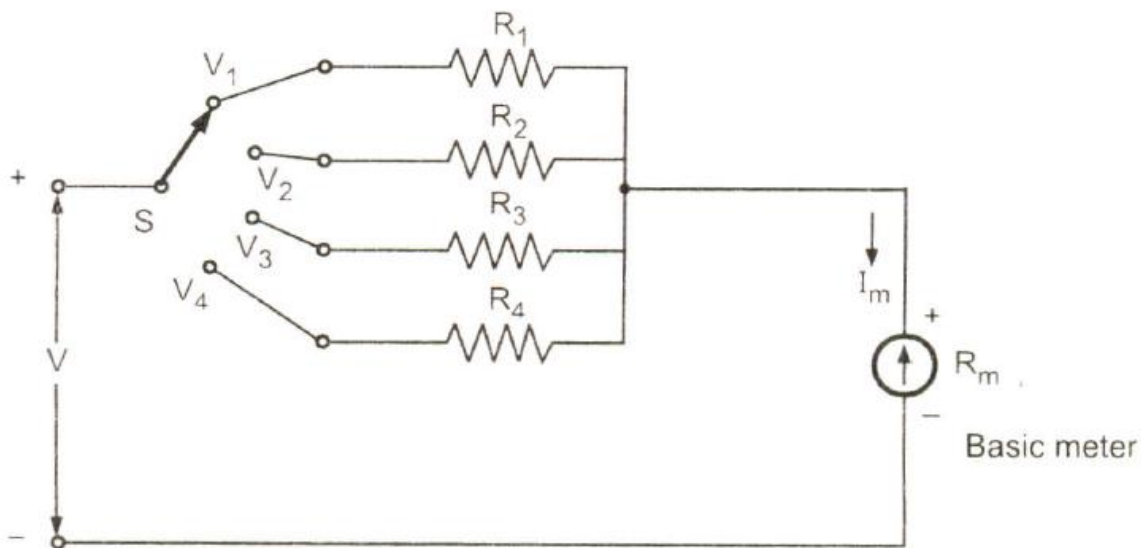 R1
V1
R2
+
V2
S
R3
V3
Im
V4
R4
+
V
Rm
−
Basic meter
−